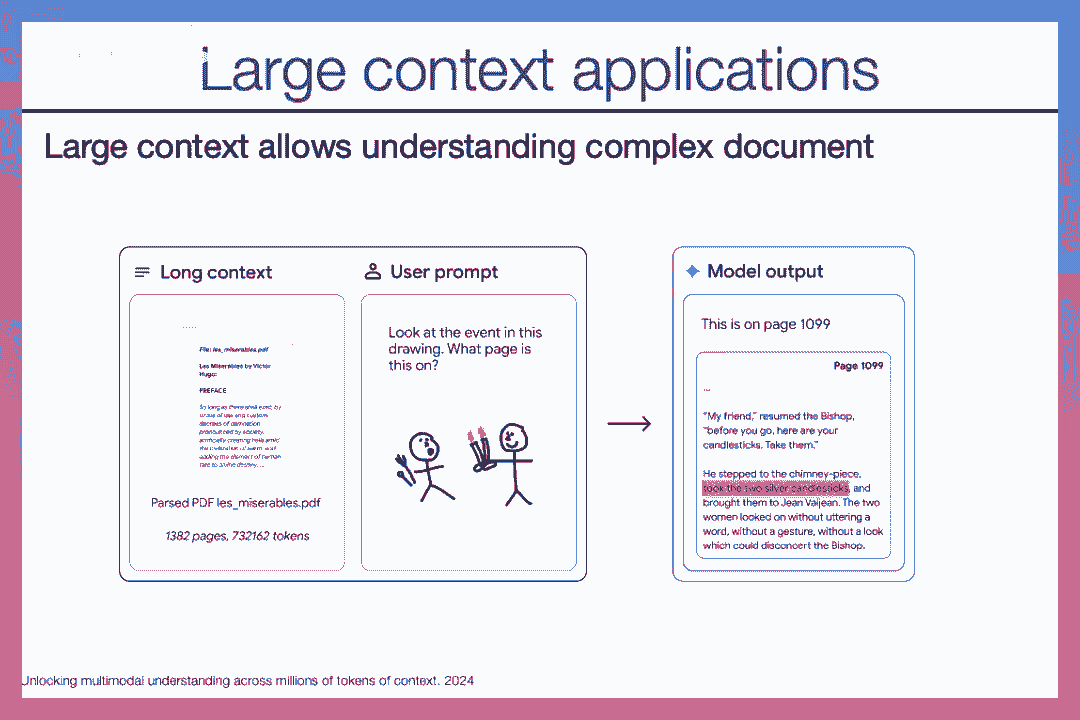 Large context applications
Large context allows understanding complex document
Long context
File: les_miserables.pdf
Les Miserables by Victor
Hugo:
PREFACE
So long as there shall exist, by
virtue of law and custom,
decrees of damnation
pronounced by society,
artificially creating hells amid
the civilization of earth, and
adding the element of human
fate to divine destiny....
Parsed PDF les_miserables.pdf
1382 pages, 732162 tokens
User prompt
Look at the event in this
drawing. What page is
this on?
Model output
This is on page 1099
Page 1099
...
"My friend," resumed the Bishop,
"before you go, here are your
candlesticks. Take them."
He stepped to the chimney-piece,
took the two silver candlesticks, and
brought them to Jean Valjean. The two
women looked on without uttering a
word, without a gesture, without a look
which could disconcert the Bishop.
Unlocking multimodal understanding across millions of tokens of context. 2024